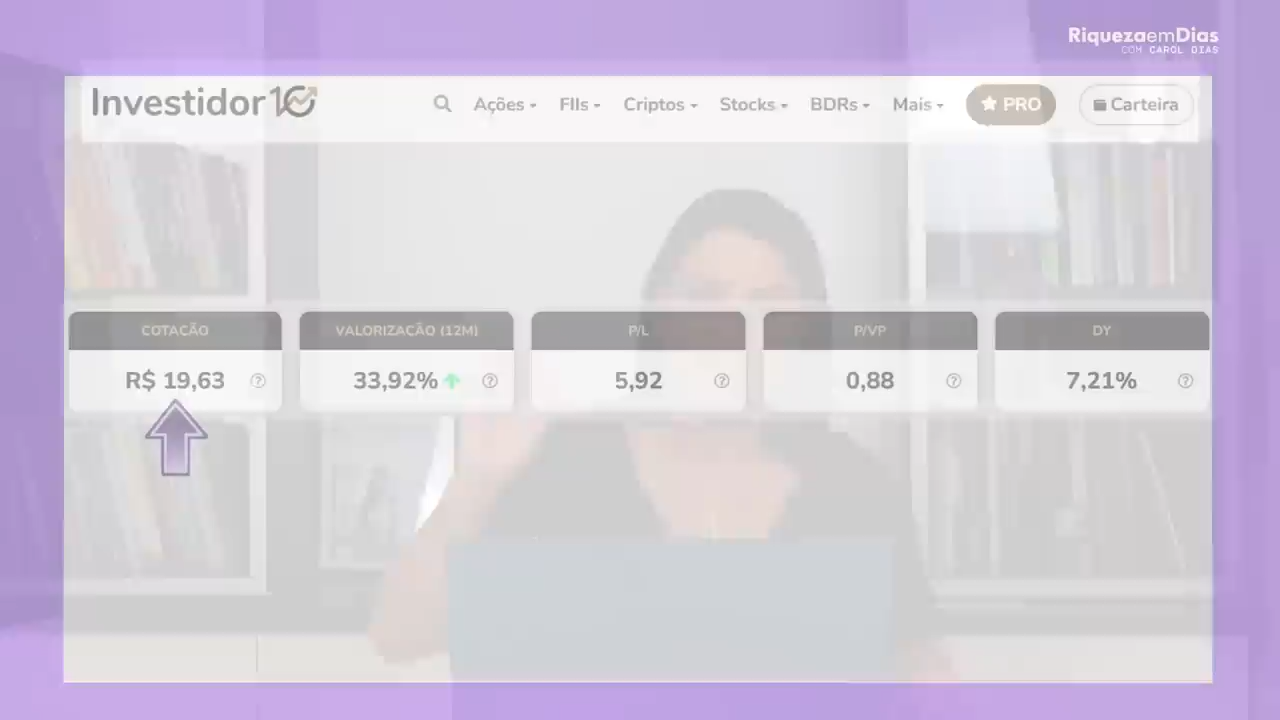 RiquezaemDias
COM CAROL DIAS
Investidor10
Ações
FIIs
Criptos
Stocks
BDRs
Mais
PRO
Carteira
COTAÇÃO
VALORIZAÇÃO (12M)
P/L
P/VP
DY
R$ 19,63
33,92%
5,92
0,88
7,21%